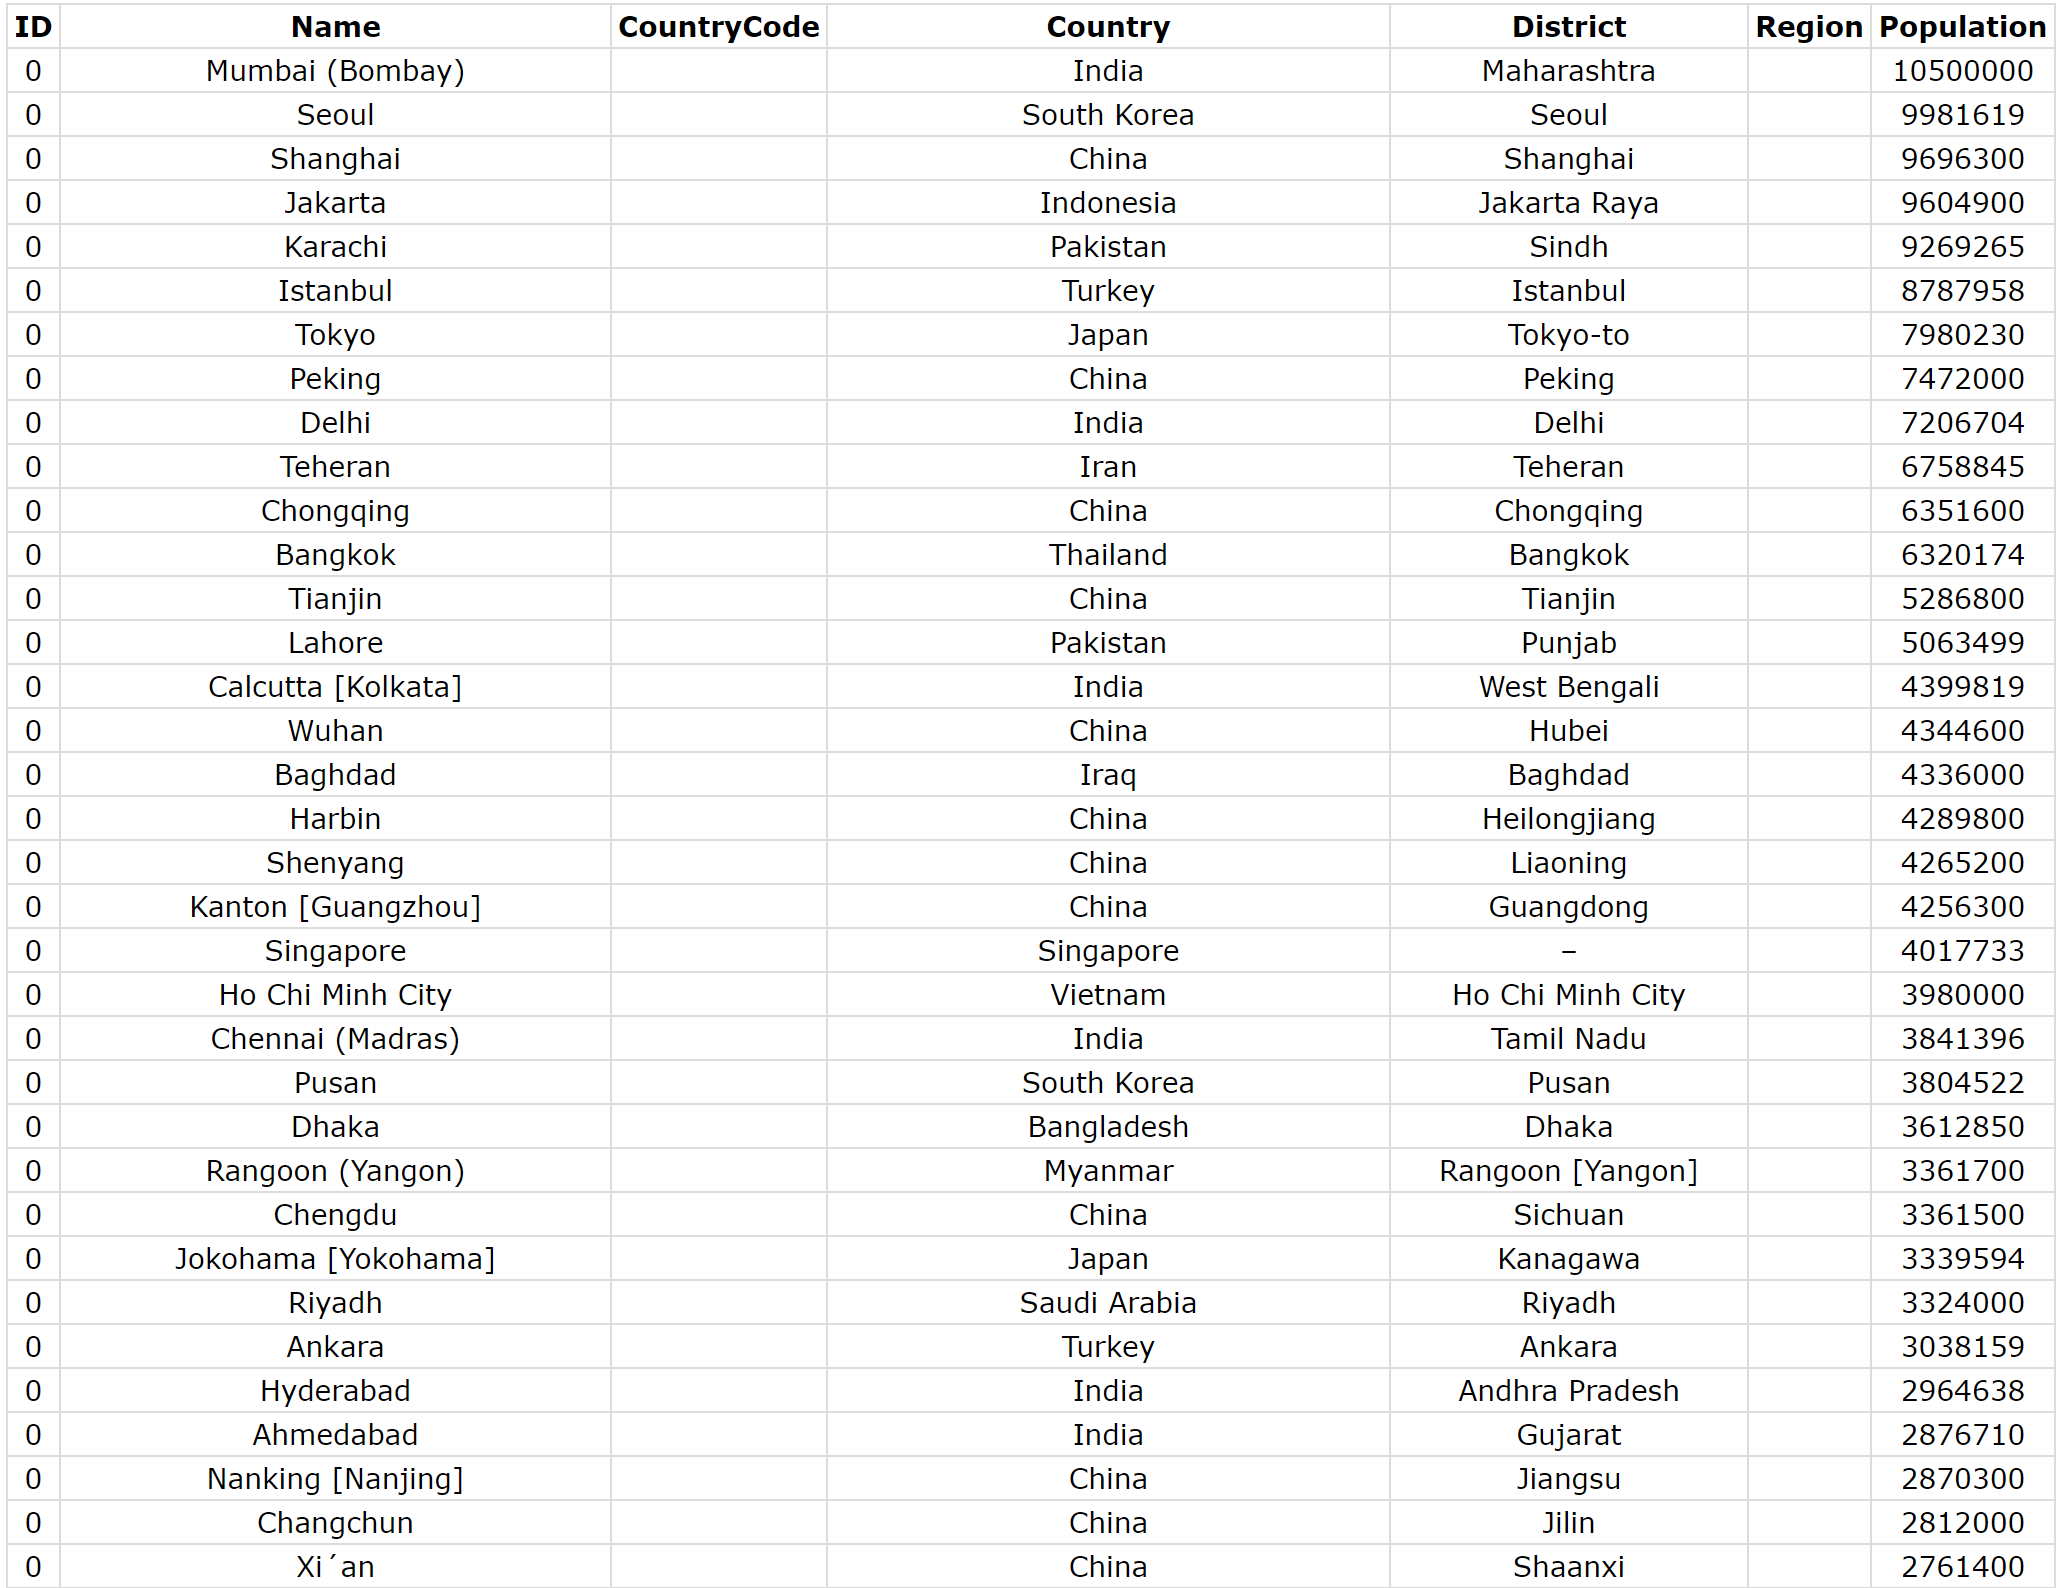 ID Name CountryCode Country District Region Population
0 Mumbai (Bombay) India Maharashtra 10500000
0 Seoul South Korea Seoul 9981619
0 Shanghai China Shanghai 9696300
0 Jakarta Indonesia Jakarta Raya 9604900
0 Karachi Pakistan Sindh 9269265
0 Istanbul Turkey Istanbul 8787958
0 Tokyo Japan Tokyo-to 7980230
0 Peking China Peking 7472000
0 Delhi India Delhi 7206704
0 Teheran Iran Teheran 6758845
0 Chongqing China Chongqing 6351600
0 Bangkok Thailand Bangkok 6320174
0 Tianjin China Tianjin 5286800
0 Lahore Pakistan Punjab 5063499
0 Calcutta [Kolkata] India West Bengali 4399819
0 Wuhan China Hubei 4344600
0 Baghdad Iraq Baghdad 4336000
0 Harbin China Heilongjiang 4289800
0 Shenyang China Liaoning 4265200
0 Kanton [Guangzhou] China Guangdong 4256300
0 Singapore Singapore – 4017733
0 Ho Chi Minh City Vietnam Ho Chi Minh City 3980000
0 Chennai (Madras) India Tamil Nadu 3841396
0 Pusan South Korea Pusan 3804522
0 Dhaka Bangladesh Dhaka 3612850
0 Rangoon (Yangon) Myanmar Rangoon [Yangon] 3361700
0 Chengdu China Sichuan 3361500
0 Jokohama [Yokohama] Japan Kanagawa 3339594
0 Riyadh Saudi Arabia Riyadh 3324000
0 Ankara Turkey Ankara 3038159
0 Hyderabad India Andhra Pradesh 2964638
0 Ahmedabad India Gujarat 2876710
0 Nanking [Nanjing] China Jiangsu 2870300
0 Changchun China Jilin 2812000
0 Xi´an China Shaanxi 2761400